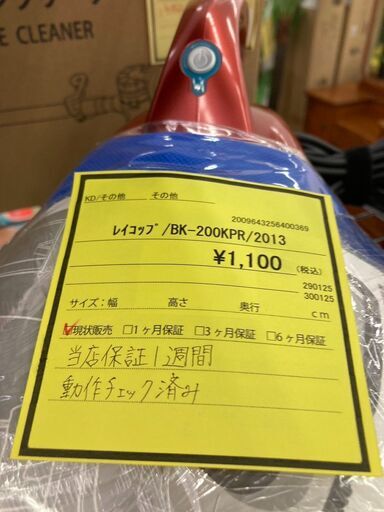 E CLEANER
KD/その他 その他
2009643256400369
ﾚｲｺｯﾌﾟ/BK-200KPR/2013
¥1,100 (税込)
290125
300125
サイズ：幅 高さ 奥行 cm
☑現状販売 □1ヶ月保証 □3ヶ月保証 □6ヶ月保証
当店保証1週間
動作チェック済み